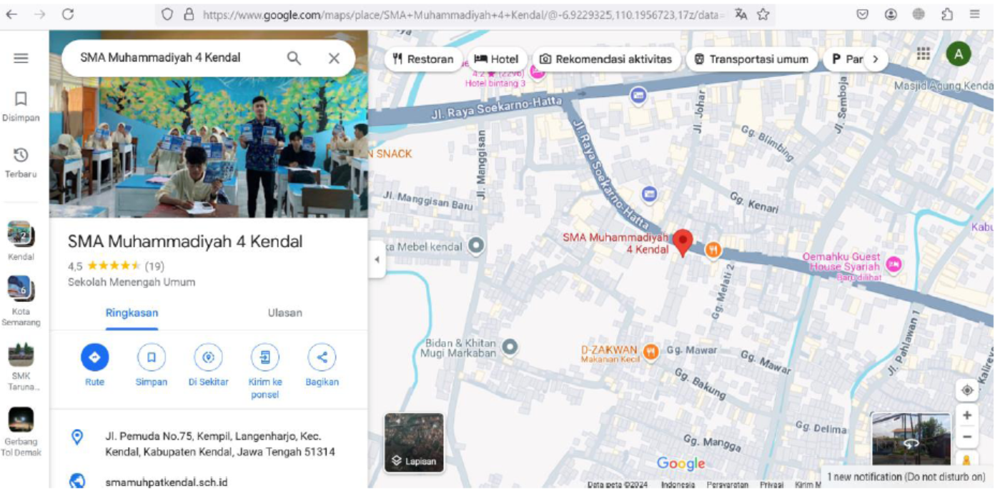 https://www.google.com/maps/place/SMA+Muhammadiyah+4+Kendal/@-6.9229325,110.1956723,17z/data=
SMA Muhammadiyah 4 Kendal
Disimpan
Terbaru
2
Kendal
6
Kota
Semarang
SMK
Taruna...
Gerbang
Tol Demak
SMA Muhammadiyah 4 Kendal
4,5 (19)
Sekolah Menengah Umum
Ringkasan
Ulasan
Rute
Simpan
Di Sekitar
Kirim ke
ponsel
Bagikan
Jl. Pemuda No.75, Kempil, Langenharjo, Kec.
Kendal, Kabupaten Kendal, Jawa Tengah 51314
smamuhpatkendal.sch.id
Restoran
Hotel
Rekomendasi aktivitas
Transportasi umum
P Par
A
4.2 ★ (2296)
Hotel bintang 3
Masjid Agung Kenda
Jl. Raya Soekarno-Hatta
Jl. Johar
Jl. Semboja
Gg. Blimbing
N SNACK
Jl. Manggisan
Jl. Raya Soekarno-Hatta
Jl. Manggisan Baru
Gg. Kenari
Kabu
ka Mebel kendal
SMA Muhammadiyah
4 Kendal
Oemahku Guest
House Syariah
Baru dilihat
Gg. Melati 2
Bidan & Khitan
Mugi Markaban
D-ZAKWAN
Makanan Kecil
Gg. Mawar
Gg. Mawar
Jl. Pahlawan 1
Kalirey
Gg. Bakung
Gg. Delima
Gg. Mangga
Lapisan
Google
Data peta ©2024
Indonesia
Persyaratan
Privasi
Kirim M
1 new notification (Do not disturb on)